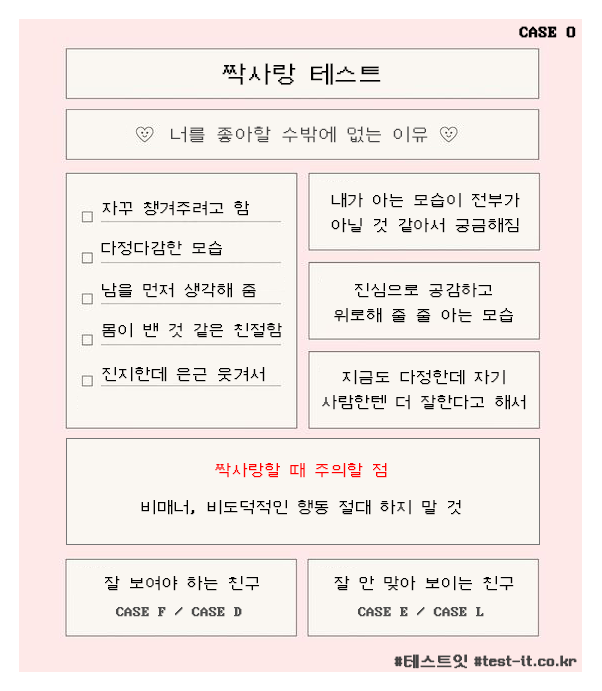 CASE O
짝사랑 테스트
너를 좋아할 수밖에 없는 이유
자꾸 챙겨주려고 함
다정다감한 모습
남을 먼저 생각해 줌
몸이 밴 것 같은 친절함
진지한데 은근 웃겨서
내가 아는 모습이 전부가
아닐 것 같아서 궁금해짐
진심으로 공감하고
위로해 줄 줄 아는 모습
지금도 다정한데 자기
사람한텐 더 잘한다고 해서
짝사랑할 때 주의할 점
비매너, 비도덕적인 행동 절대 하지 말 것
잘 보여야 하는 친구
CASE F / CASE D
잘 안 맞아 보이는 친구
CASE E / CASE L
#테스트잇 #test-it.co.kr